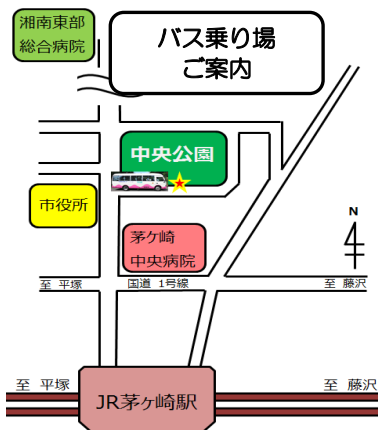 湘南東部
総合病院
バス乗り場
ご案内
中央公園
市役所
茅ケ崎
中央病院
N
至 平塚
国道 1号線
至 藤沢
至 平塚
至 藤沢
JR茅ヶ崎駅